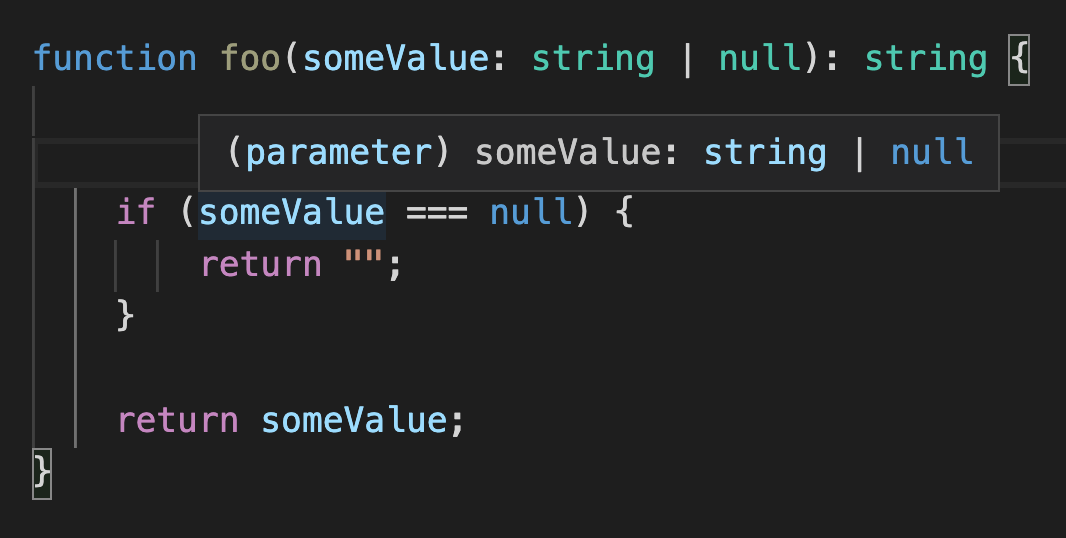 function foo(someValue: string | null): string {
(parameter) someValue: string | null
if (someValue === null) {
return "";
}
return someValue;
}